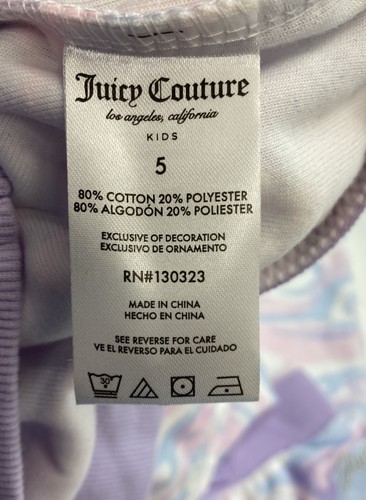 Juicy Couture
los angeles, california
KIDS
5
80% COTTON 20% POLYESTER
80% ALGODÓN 20% POLIESTER
EXCLUSIVE OF DECORATION
EXCLUSIVO DE ORNAMENTO
RN#130323
MADE IN CHINA
HECHO EN CHINA
SEE REVERSE FOR CARE
VE EL REVERSO PARA EL CUIDADO
30°